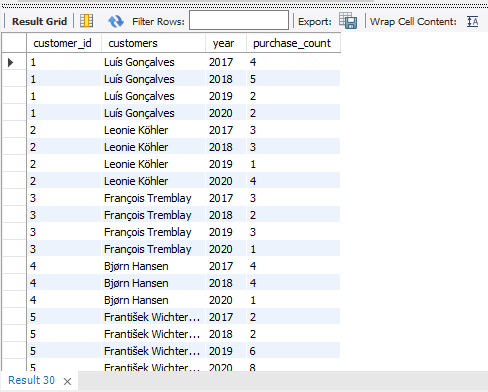 Result Grid Filter Rows: Export: Wrap Cell Content:
customer_id customers year purchase_count
1 Luís Gonçalves 2017 4
1 Luís Gonçalves 2018 5
1 Luís Gonçalves 2019 2
1 Luís Gonçalves 2020 2
2 Leonie Köhler 2017 3
2 Leonie Köhler 2018 3
2 Leonie Köhler 2019 1
2 Leonie Köhler 2020 4
3 François Tremblay 2017 3
3 François Tremblay 2018 2
3 François Tremblay 2019 3
3 François Tremblay 2020 1
4 Bjørn Hansen 2017 4
4 Bjørn Hansen 2018 4
4 Bjørn Hansen 2020 1
5 František Wichter... 2017 2
5 František Wichter... 2018 2
5 František Wichter... 2019 6
5 František Wichter... 2020 8
Result 30 ×